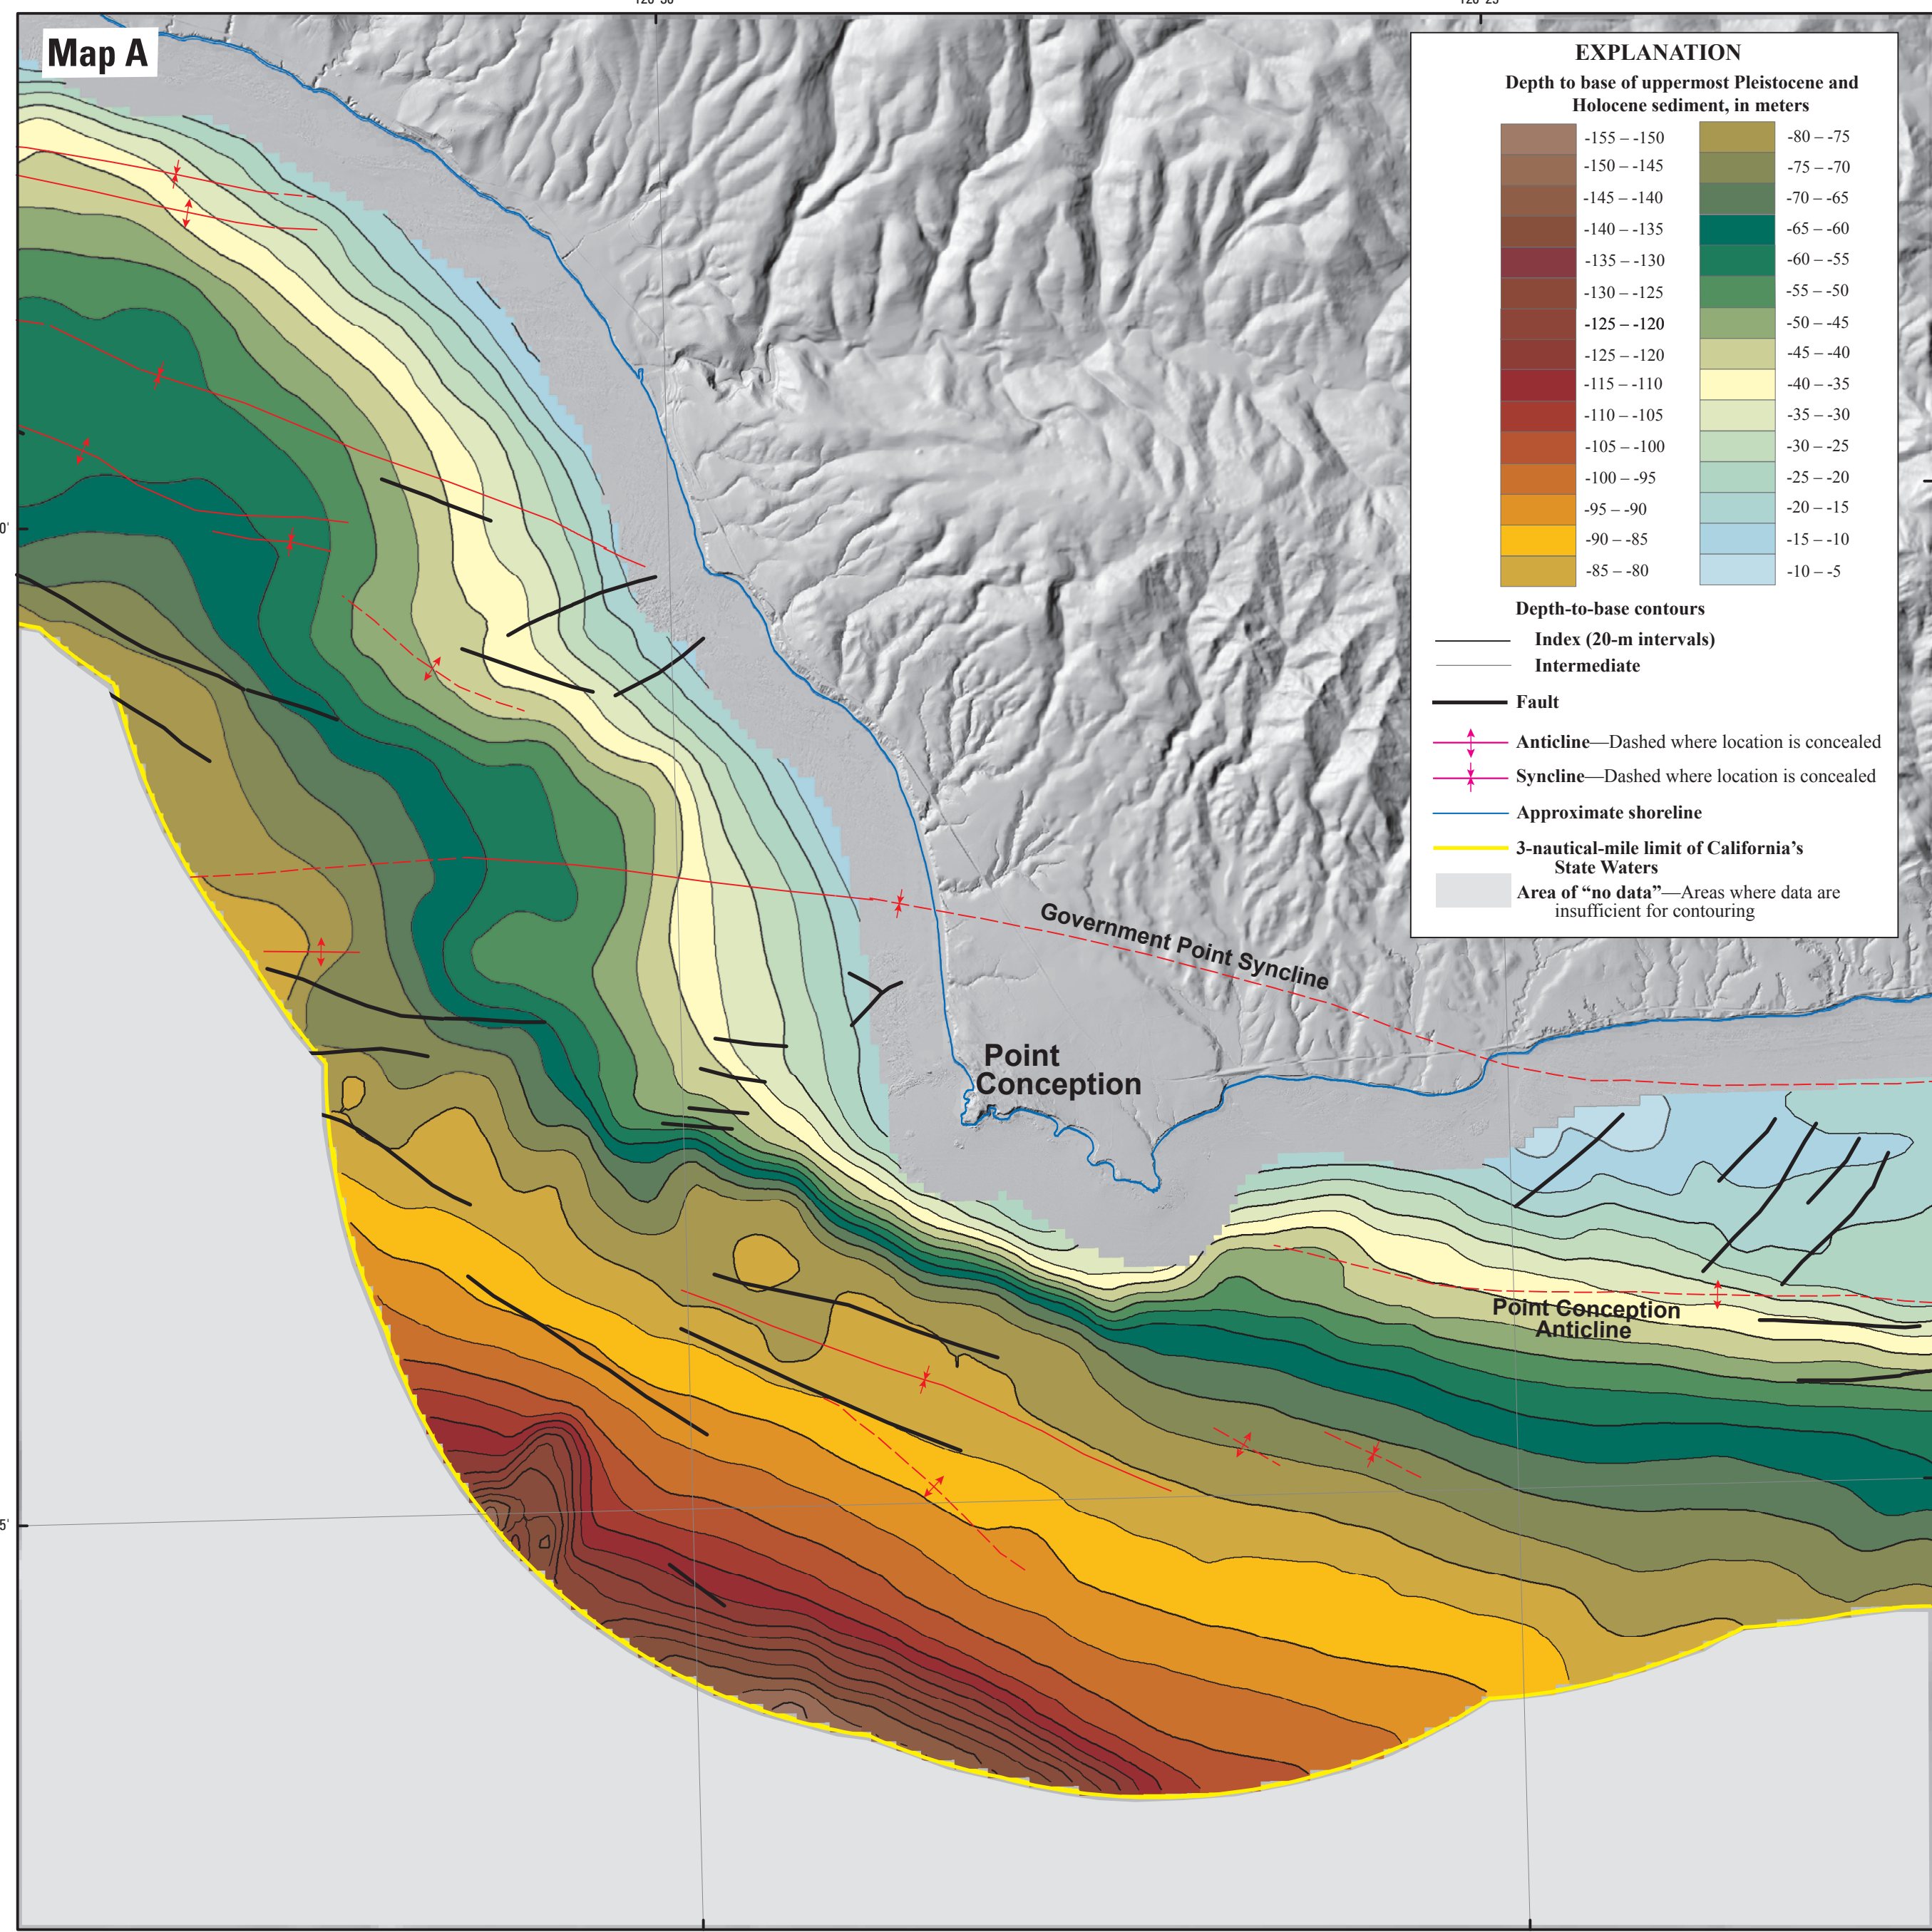 Map A
EXPLANATION
Depth to base of uppermost Pleistocene and
Holocene sediment, in meters
-155 – -150
-150 – -145
-145 – -140
-140 – -135
-135 – -130
-130 – -125
-125 – -120
-125 – -120
-115 – -110
-110 – -105
-105 – -100
-100 – -95
-95 – -90
-90 – -85
-85 – -80
-80 – -75
-75 – -70
-70 – -65
-65 – -60
-60 – -55
-55 – -50
-50 – -45
-45 – -40
-40 – -35
-35 – -30
-30 – -25
-25 – -20
-20 – -15
-15 – -10
-10 – -5
Depth-to-base contours
Index (20-m intervals)
Intermediate
Fault
Anticline—Dashed where location is concealed
Syncline—Dashed where location is concealed
Approximate shoreline
3-nautical-mile limit of California’s
State Waters
Area of “no data”—Areas where data are
insufficient for contouring
0'
Government Point Syncline
Point
Conception
Point Conception
Anticline
5'